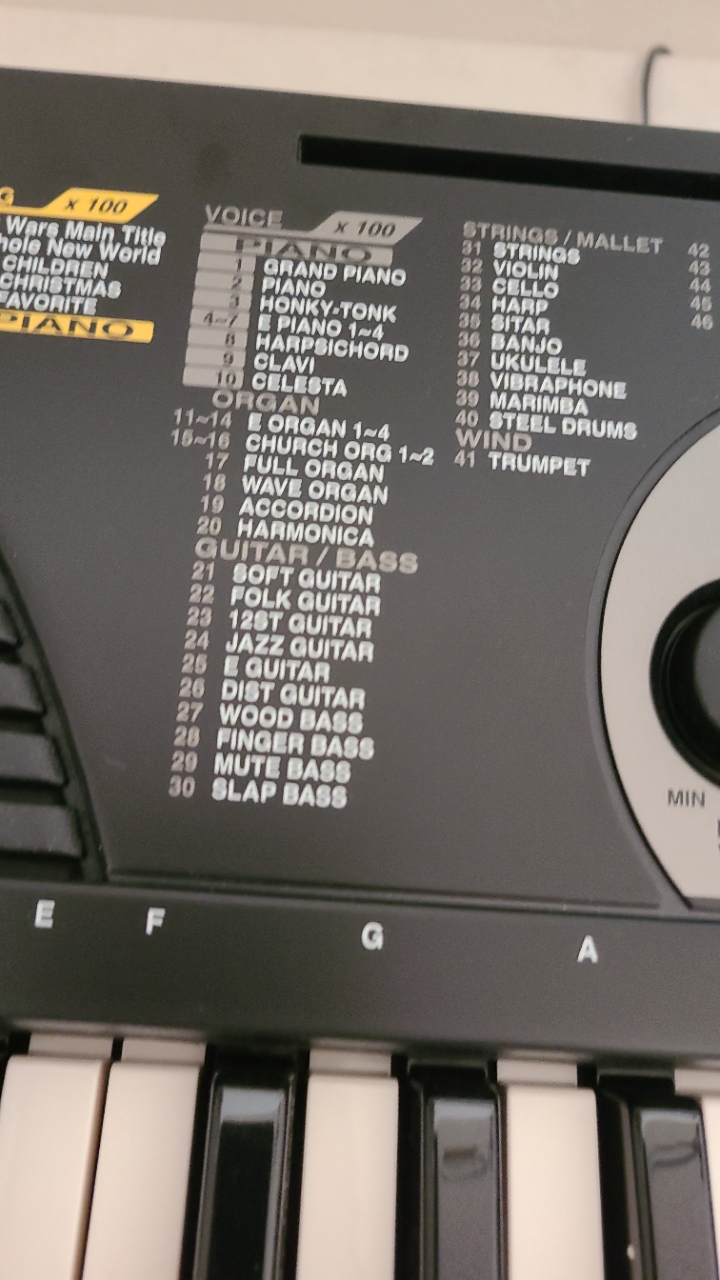 G x 100
Wars Main Title
hole New World
CHILDREN
CHRISTMAS
FAVORITE
PIANO
VOICE x 100
PIANO
1 GRAND PIANO
2 PIANO
3 HONKY-TONK
4~7 E PIANO 1~4
8 HARPSICHORD
9 CLAVI
10 CELESTA
ORGAN
11~14 E ORGAN 1~4
15~16 CHURCH ORG 1~2
17 FULL ORGAN
18 WAVE ORGAN
19 ACCORDION
20 HARMONICA
GUITAR / BASS
21 SOFT GUITAR
22 FOLK GUITAR
23 12ST GUITAR
24 JAZZ GUITAR
25 E GUITAR
26 DIST GUITAR
27 WOOD BASS
28 FINGER BASS
29 MUTE BASS
30 SLAP BASS
STRINGS / MALLET
31 STRINGS
32 VIOLIN
33 CELLO
34 HARP
35 SITAR
36 BANJO
37 UKULELE
38 VIBRAPHONE
39 MARIMBA
40 STEEL DRUMS
WIND
41 TRUMPET
42
43
44
45
46
MIN
E F G A